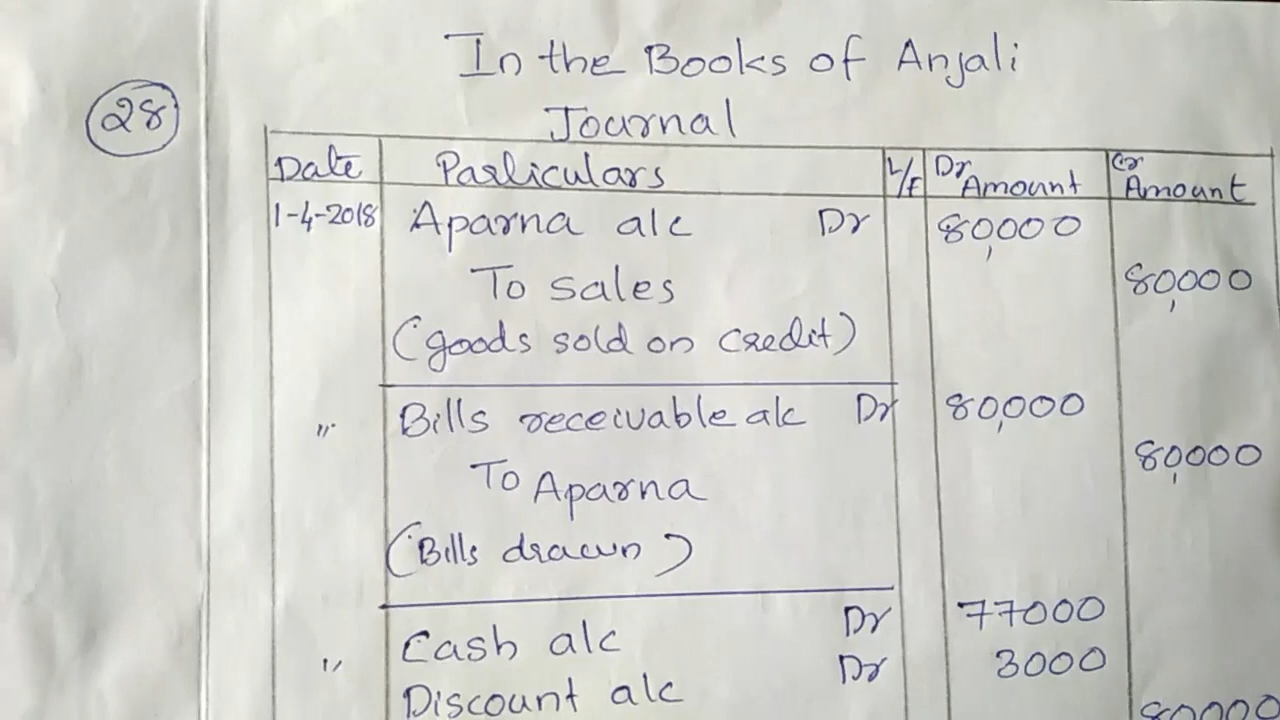 In the Books of Anjali
28
Journal
Date Particulars L/F Dr Amount Cr Amount
1-4-2018 Aparna a/c Dr 80,000
To Sales 80,000
(goods sold on credit)
" Bills receivable a/c Dr 80,000
To Aparna 80,000
(Bills drawn)
" Cash a/c Dr 77000
Discount a/c Dr 3000
80000